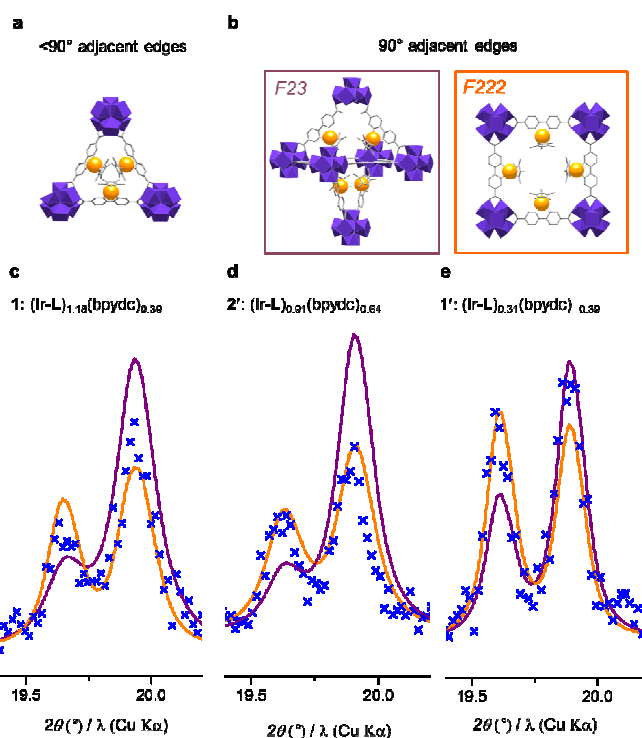 a
b
<90° adjacent edges
90° adjacent edges
F23
F222
c
d
e
1: (Ir-L)1.18(bpydc)0.39
2′: (Ir-L)0.91(bpydc)0.64
1′: (Ir-L)0.31(bpydc) 0.39
19.5 20.0
19.5 20.0
19.5 20.0
2θ (°) / λ (Cu Kα)
2θ (°) / λ (Cu Kα)
2θ (°) / λ (Cu Kα)